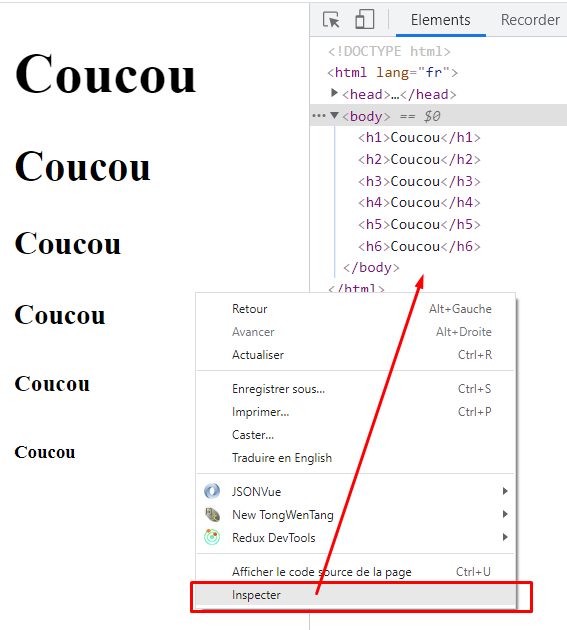 Coucou
Coucou
Coucou
Coucou
Coucou
Coucou
Elements Recorder
<!DOCTYPE html>
<html lang="fr">
<head>…</head>
<body> == $0
<h1>Coucou</h1>
<h2>Coucou</h2>
<h3>Coucou</h3>
<h4>Coucou</h4>
<h5>Coucou</h5>
<h6>Coucou</h6>
</body>
</html>
Retour Alt+Gauche
Avancer Alt+Droite
Actualiser Ctrl+R
Enregistrer sous... Ctrl+S
Imprimer... Ctrl+P
Caster...
Traduire en English
JSONVue
New TongWenTang
Redux DevTools
Afficher le code source de la page Ctrl+U
Inspecter